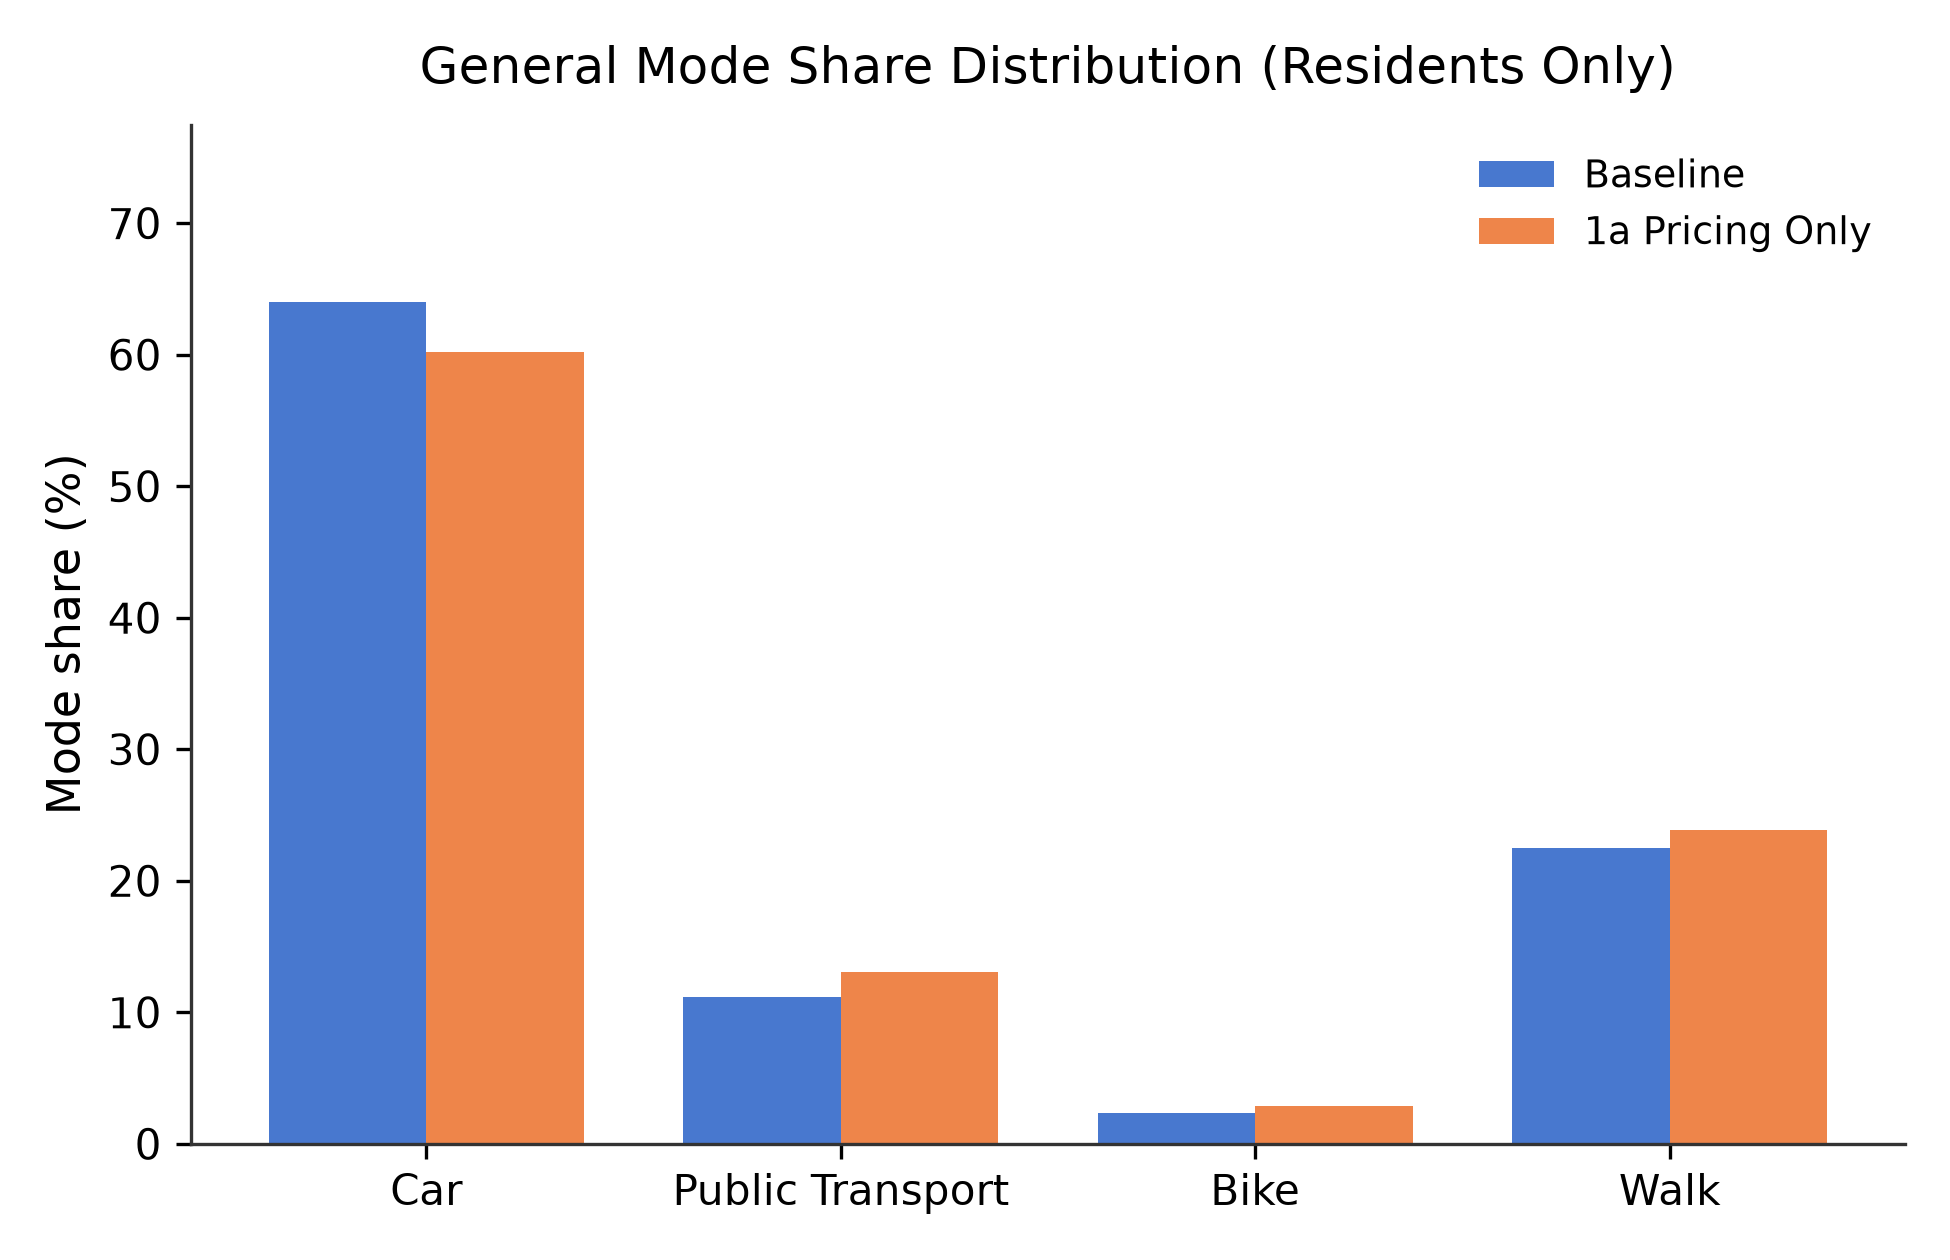 General Mode Share Distribution (Residents Only)
Baseline
1a Pricing Only
Mode share (%)
70
60
50
40
30
20
10
0
Car
Public Transport
Bike
Walk